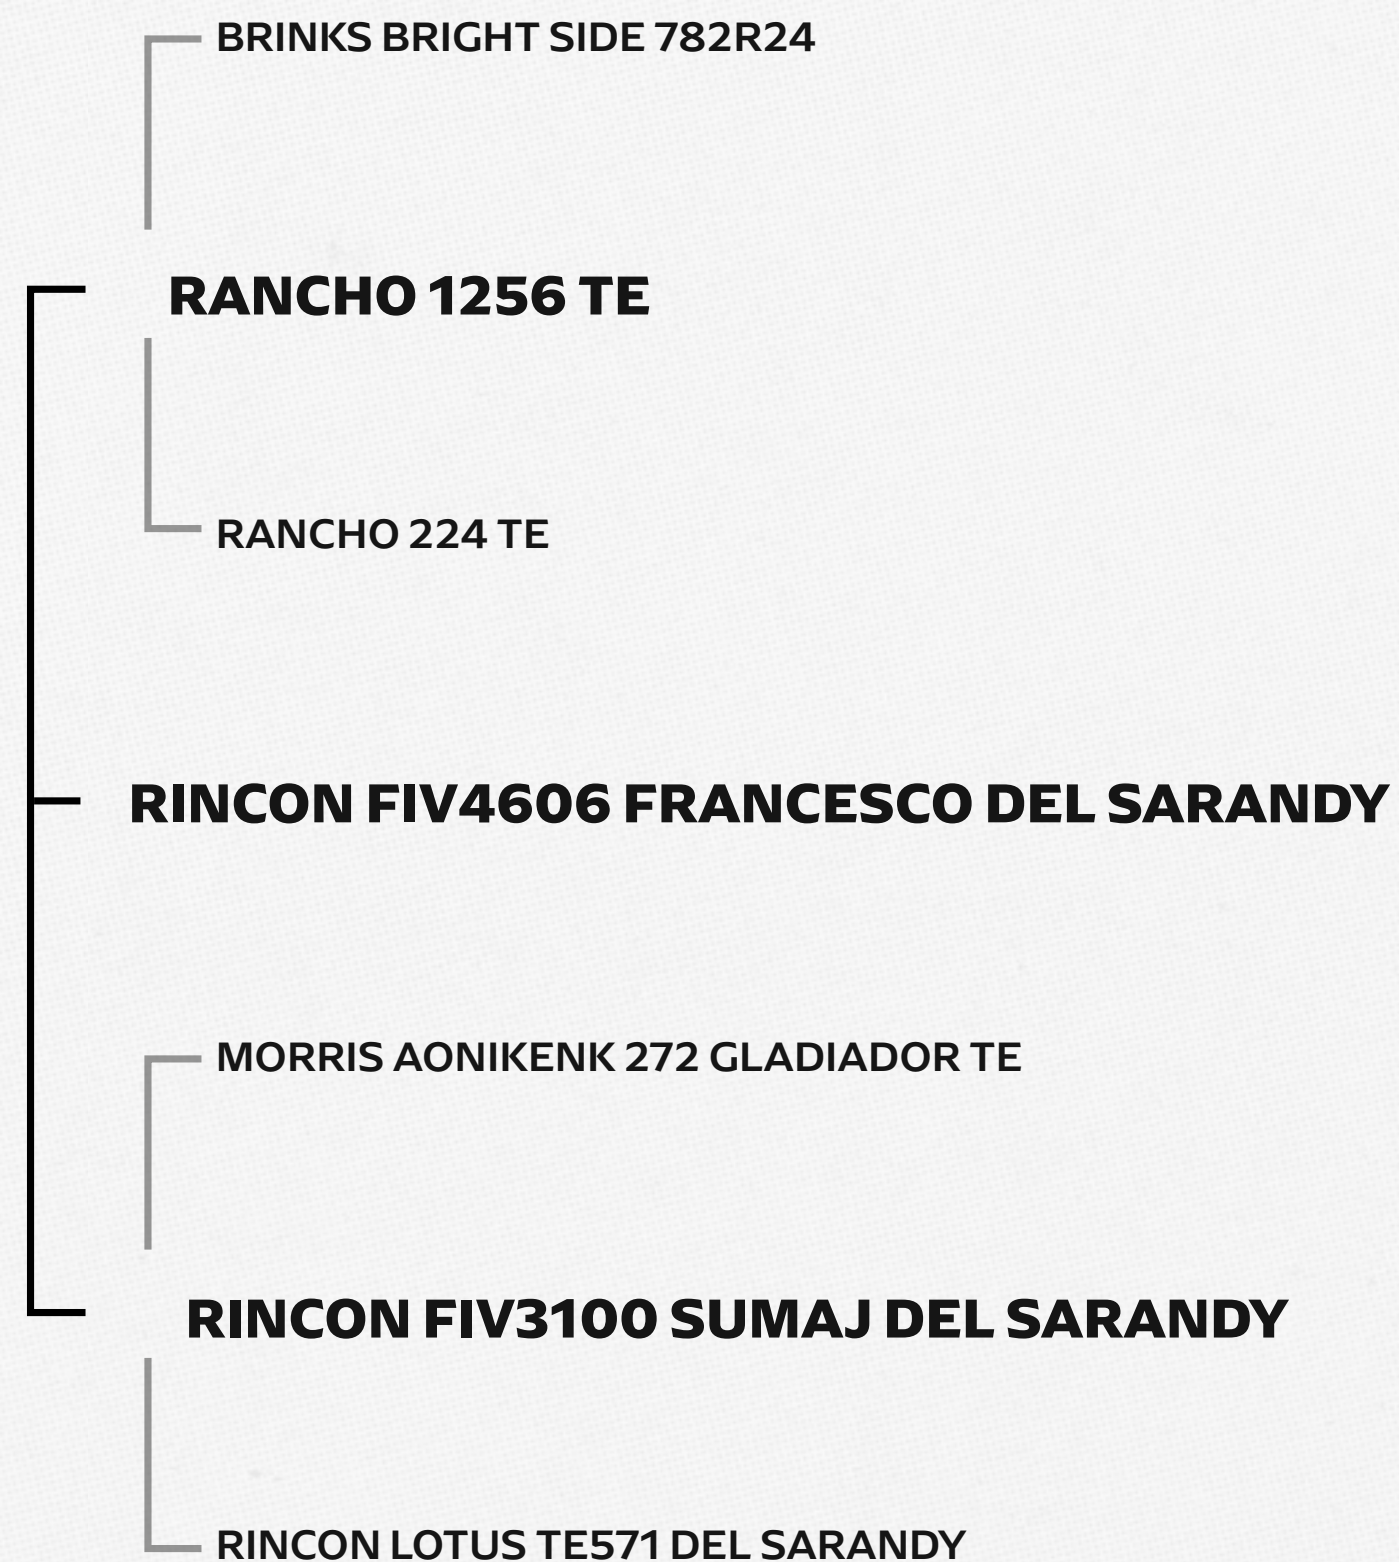 BRINKS BRIGHT SIDE 782R24
RANCHO 1256 TE
RANCHO 224 TE
RINCON FIV4606 FRANCESCO DEL SARANDY
MORRIS AONIKENK 272 GLADIADOR TE
RINCON FIV3100 SUMAJ DEL SARANDY
RINCON LOTUS TE571 DEL SARANDY